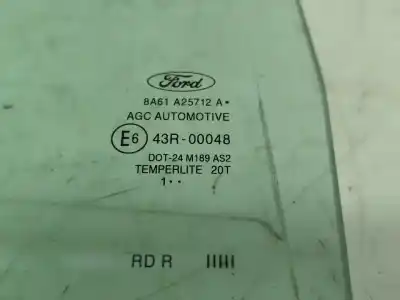 Ford
8A61 A25712 A•
AGC AUTOMOTIVE
E6 43R-00048
DOT-24 M189 AS2
TEMPERLITE 20T
1••
RD R IIIII